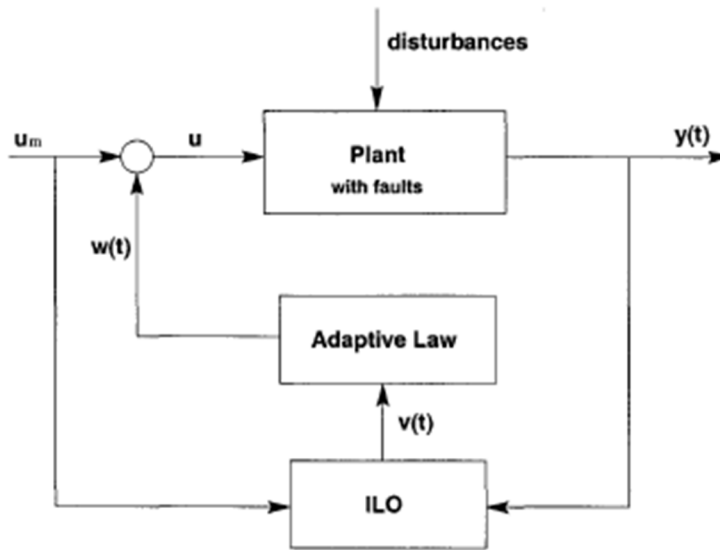 disturbances
um
u
Plant
with faults
y(t)
w(t)
Adaptive Law
v(t)
ILO